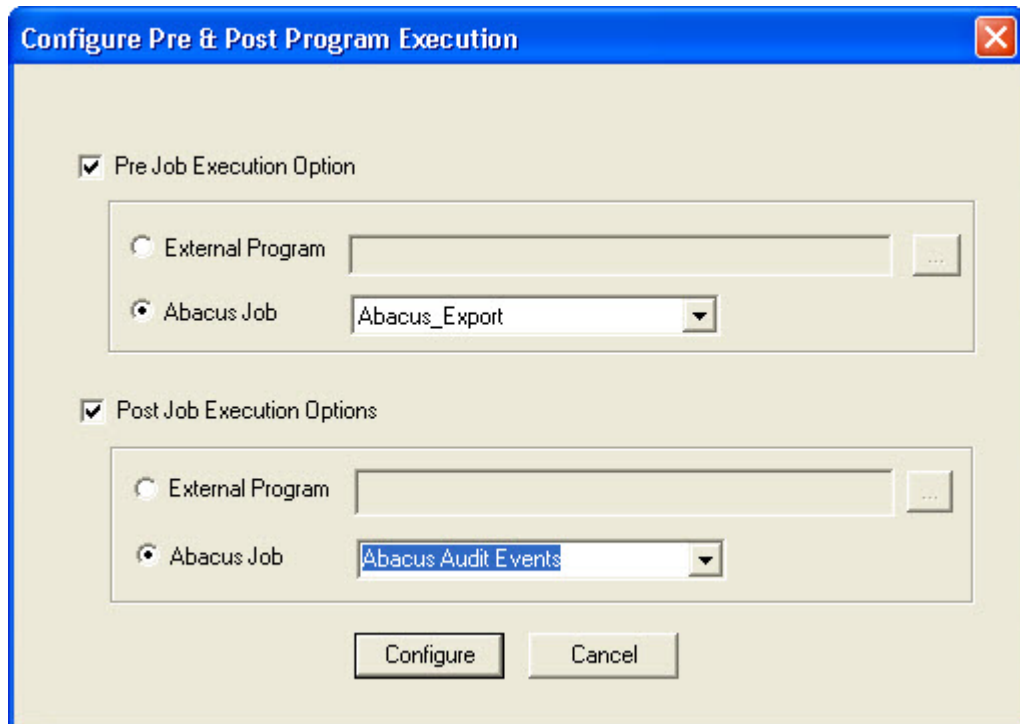 Configure Pre & Post Program Execution
Pre Job Execution Option
External Program
...
Abacus Job
Abacus_Export
Post Job Execution Options
External Program
...
Abacus Job
Abacus Audit Events
Configure
Cancel